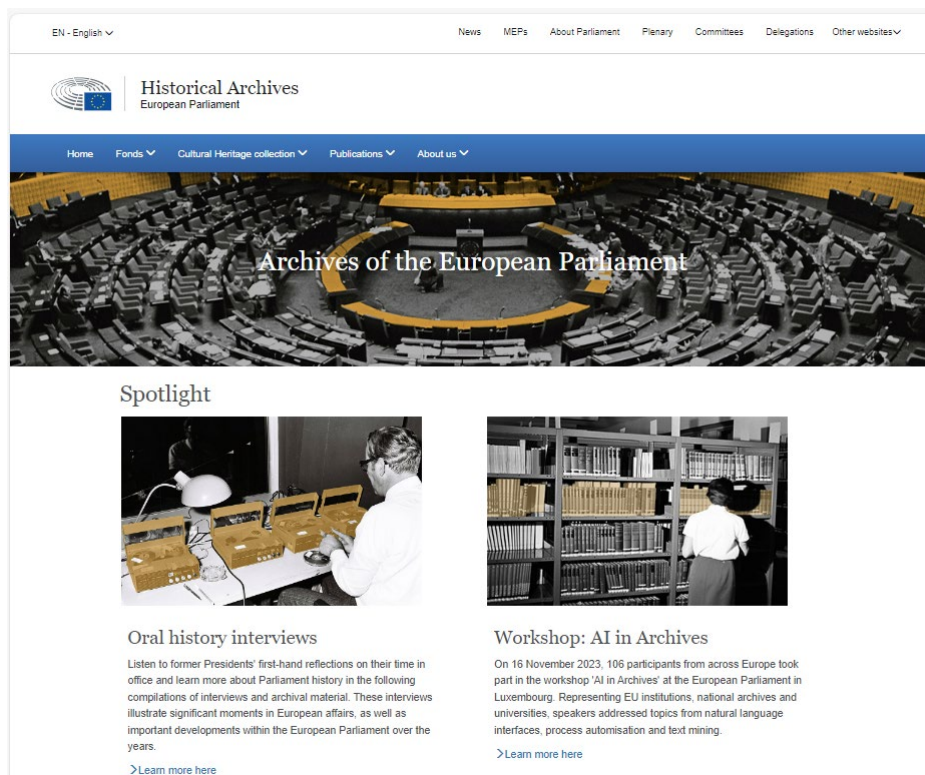 EN - English
News MEPs About Parliament Plenary Committees Delegations Other websites
Historical Archives
European Parliament
Home Fonds Cultural Heritage collection Publications About us
Archives of the European Parliament
Spotlight
Oral history interviews
Listen to former Presidents' first-hand reflections on their time in
office and learn more about Parliament history in the following
compilations of interviews and archival material. These interviews
illustrate significant moments in European affairs, as well as
important developments within the European Parliament over the
years.
Learn more here
Workshop: AI in Archives
On 16 November 2023, 106 participants from across Europe took
part in the workshop 'AI in Archives' at the European Parliament in
Luxembourg. Representing EU institutions, national archives and
universities, speakers addressed topics from natural language
interfaces, process automisation and text mining.
Learn more here